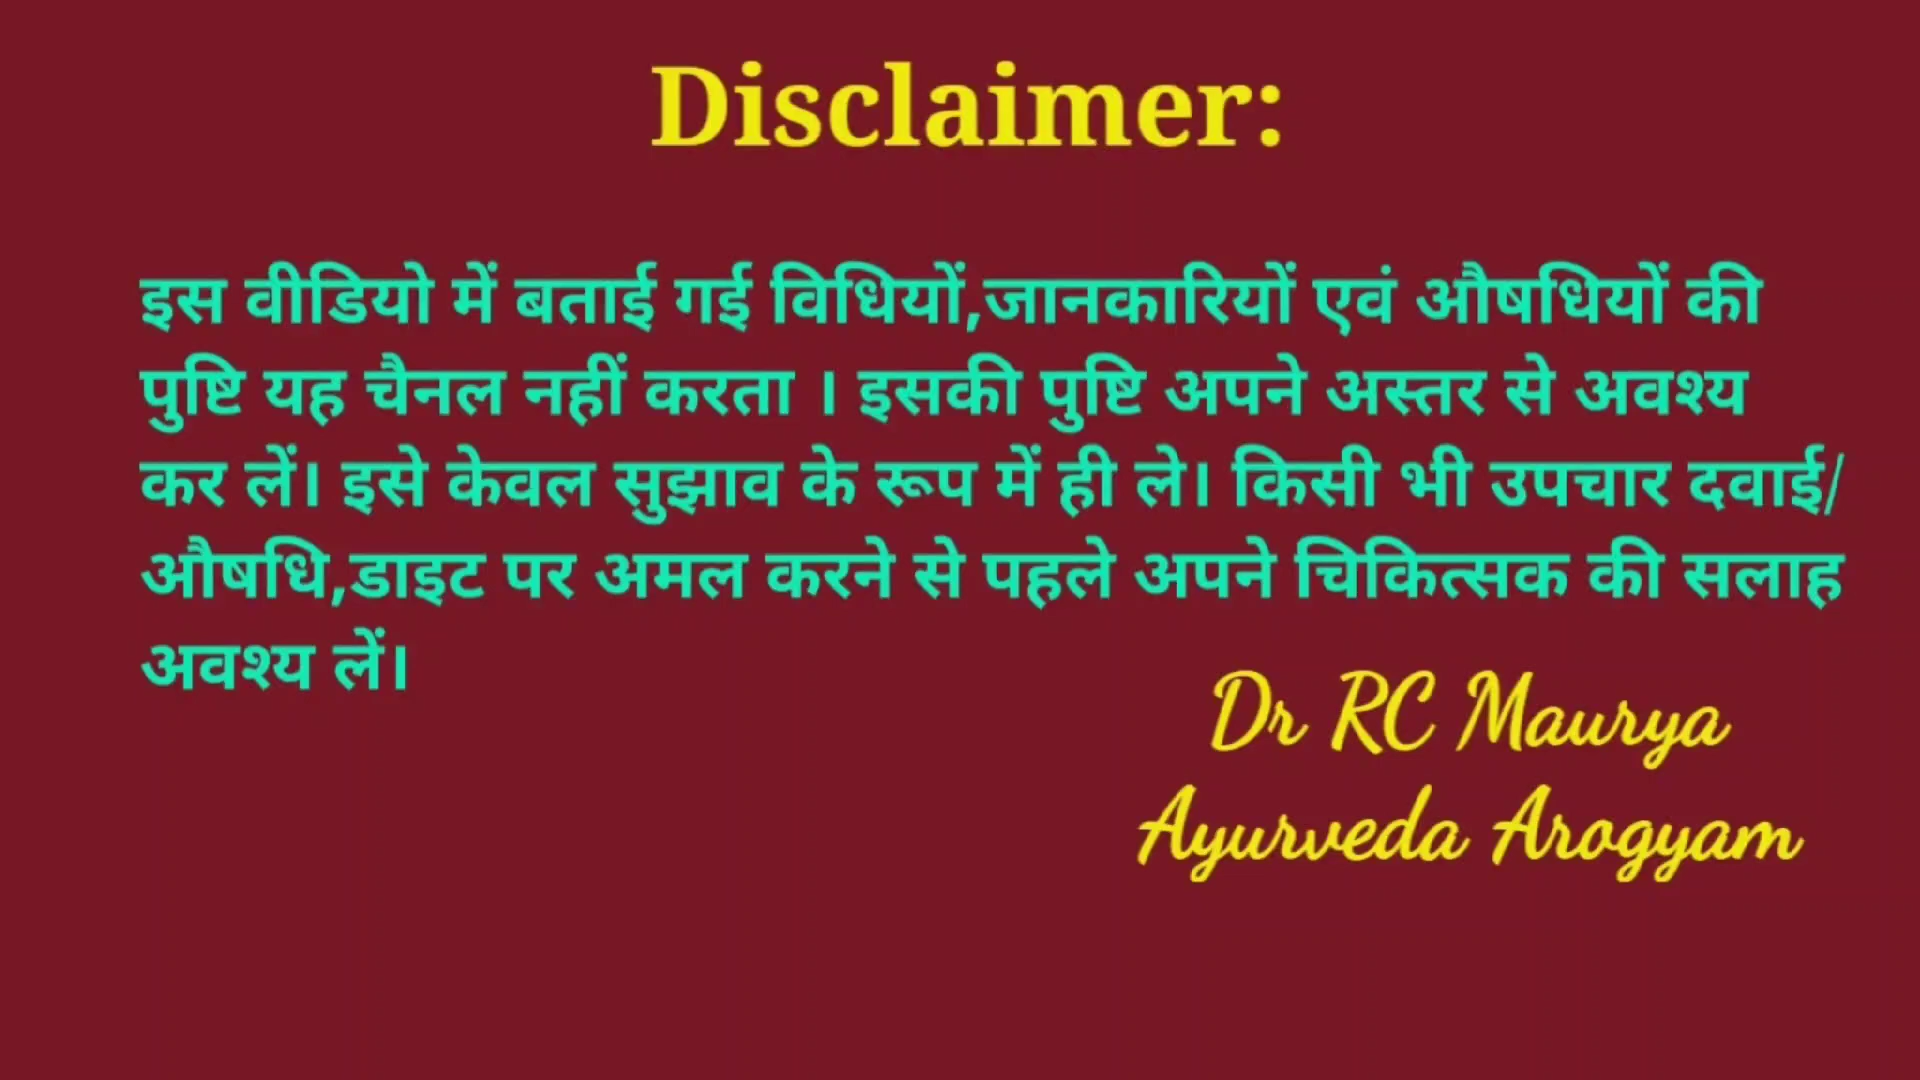 Disclaimer:
इस वीडियो में बताई गई विधियों,जानकारियों एवं औषधियों की
पुष्टि यह चैनल नहीं करता । इसकी पुष्टि अपने अस्तर से अवश्य
कर लें। इसे केवल सुझाव के रूप में ही ले। किसी भी उपचार दवाई/
औषधि,डाइट पर अमल करने से पहले अपने चिकित्सक की सलाह
अवश्य लें।
Dr RC Maurya
Ayurveda Arogyam